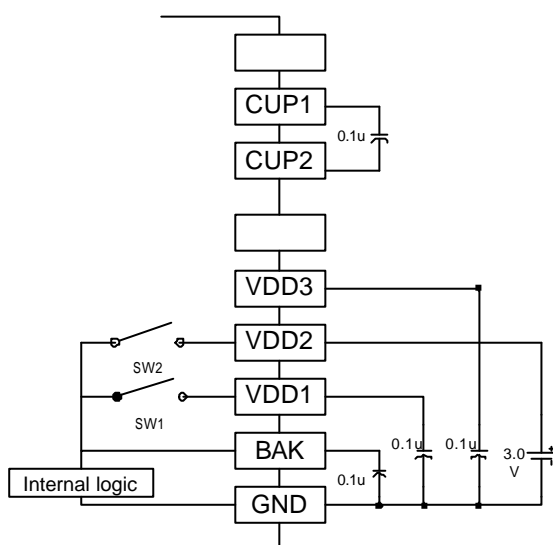 CUP1
0.1u
CUP2
VDD3
VDD2
SW2
VDD1
SW1
0.1u
0.1u
3.0
V
BAK
0.1u
Internal logic
GND